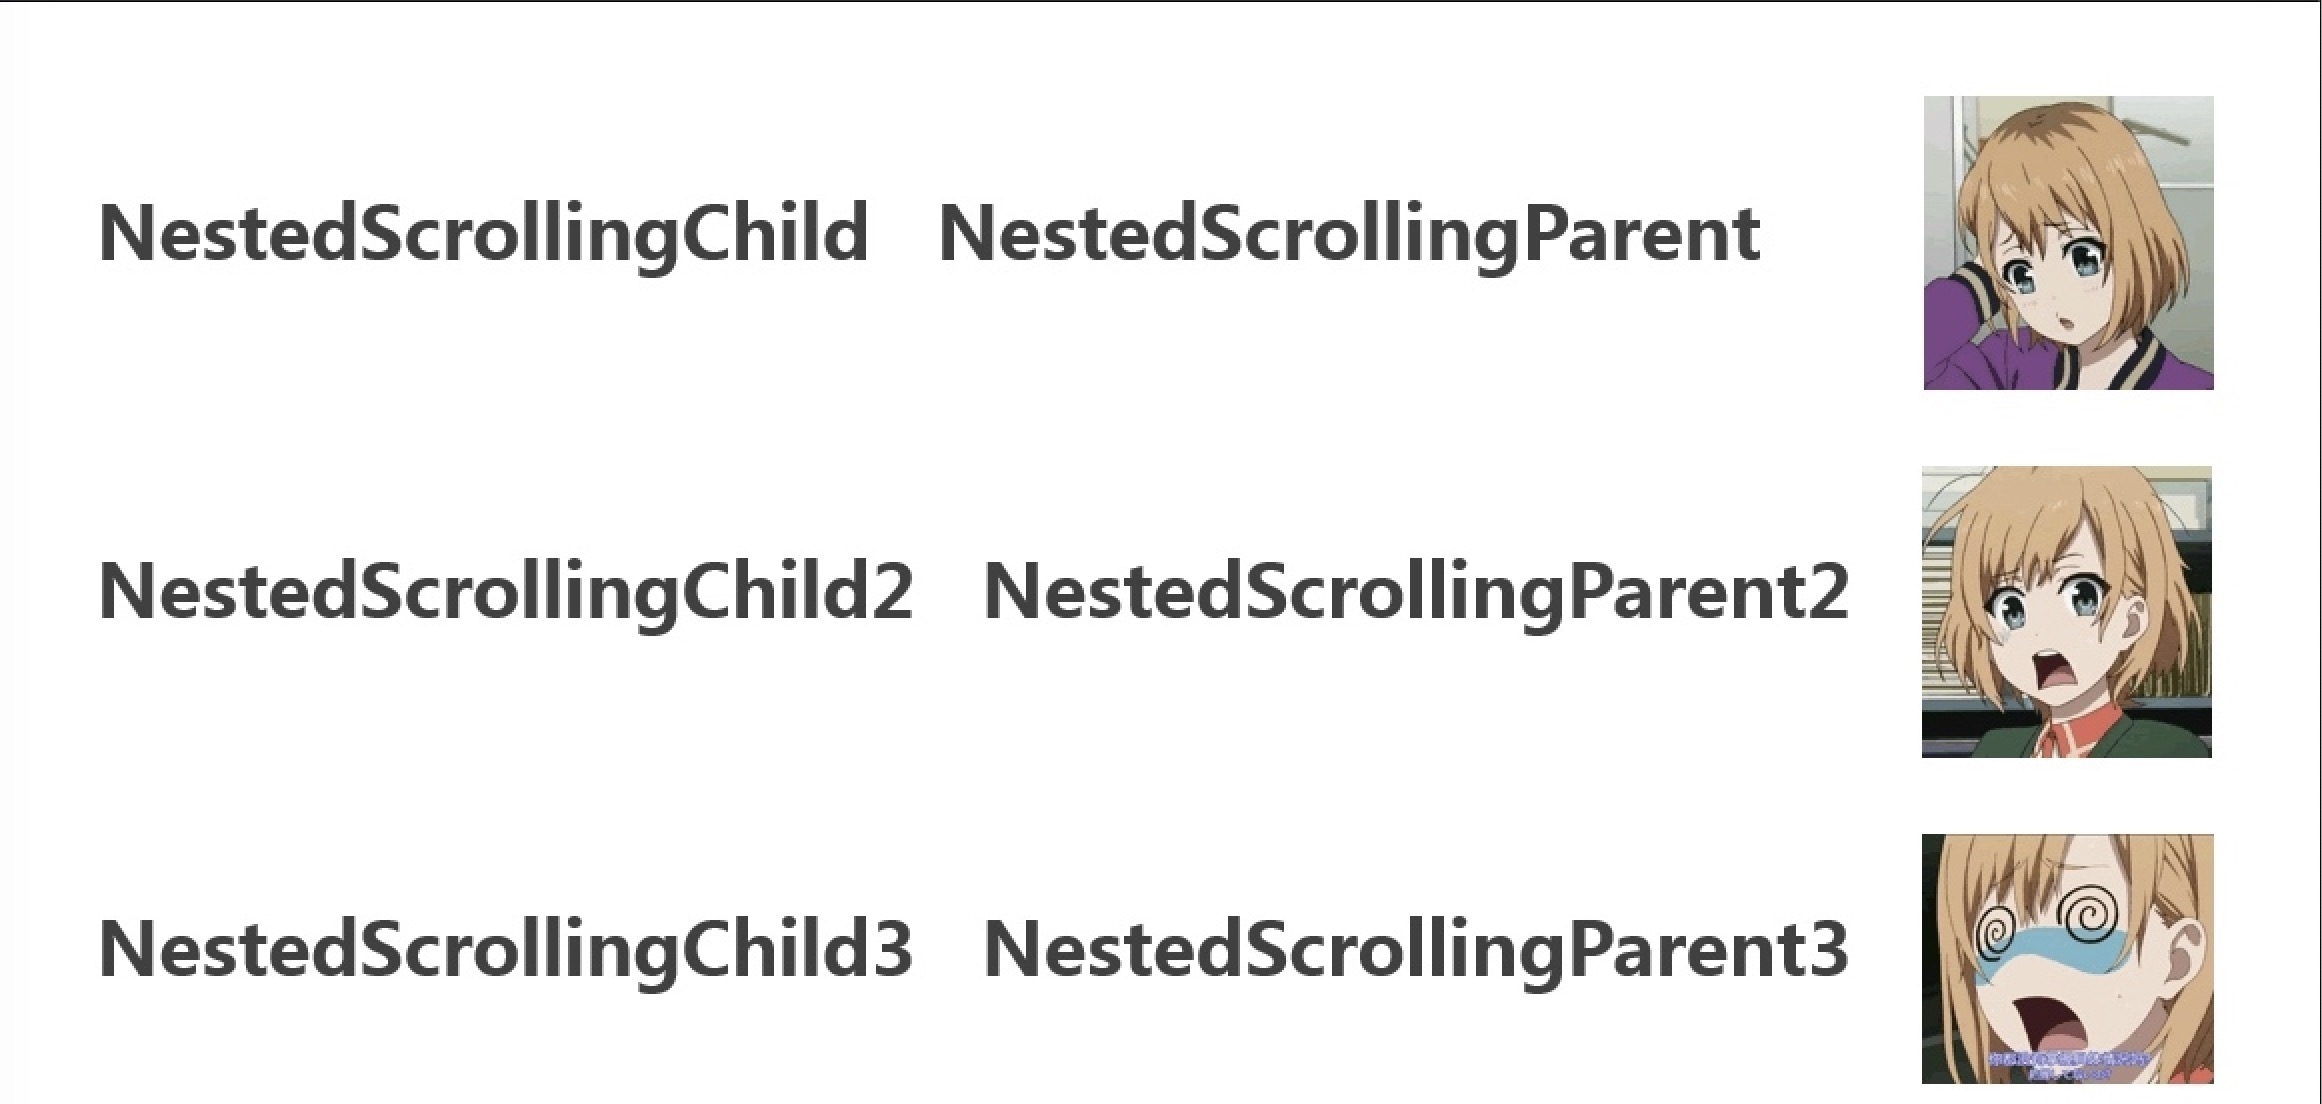 NestedScrollingChild NestedScrollingParent
NestedScrollingChild2 NestedScrollingParent2
NestedScrollingChild3 NestedScrollingParent3